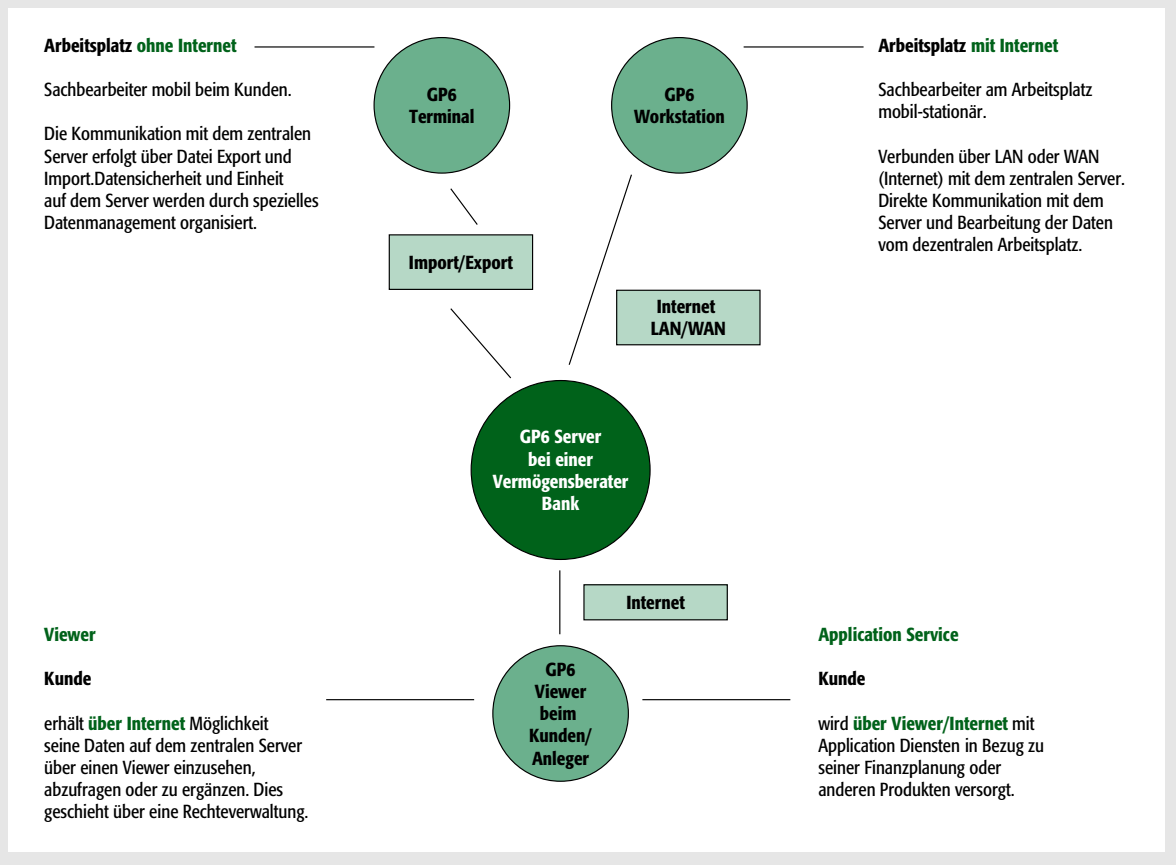 Arbeitsplatz ohne Internet
Sachbearbeiter mobil beim Kunden.
Die Kommunikation mit dem zentralen
Server erfolgt über Datei Export und
Import.Datensicherheit und Einheit
auf dem Server werden durch spezielles
Datenmanagement organisiert.
GP6
Terminal
GP6
Workstation
Arbeitsplatz mit Internet
Sachbearbeiter am Arbeitsplatz
mobil-stationär.
Verbunden über LAN oder WAN
(Internet) mit dem zentralen Server.
Direkte Kommunikation mit dem
Server und Bearbeitung der Daten
vom dezentralen Arbeitsplatz.
Import/Export
Internet
LAN/WAN
GP6 Server
bei einer
Vermögensberater
Bank
Internet
Viewer
Kunde
erhält über Internet Möglichkeit
seine Daten auf dem zentralen Server
über einen Viewer einzusehen,
abzufragen oder zu ergänzen. Dies
geschieht über eine Rechteverwaltung.
GP6
Viewer
beim
Kunden/
Anleger
Application Service
Kunde
wird über Viewer/Internet mit
Application Diensten in Bezug zu
seiner Finanzplanung oder
anderen Produkten versorgt.